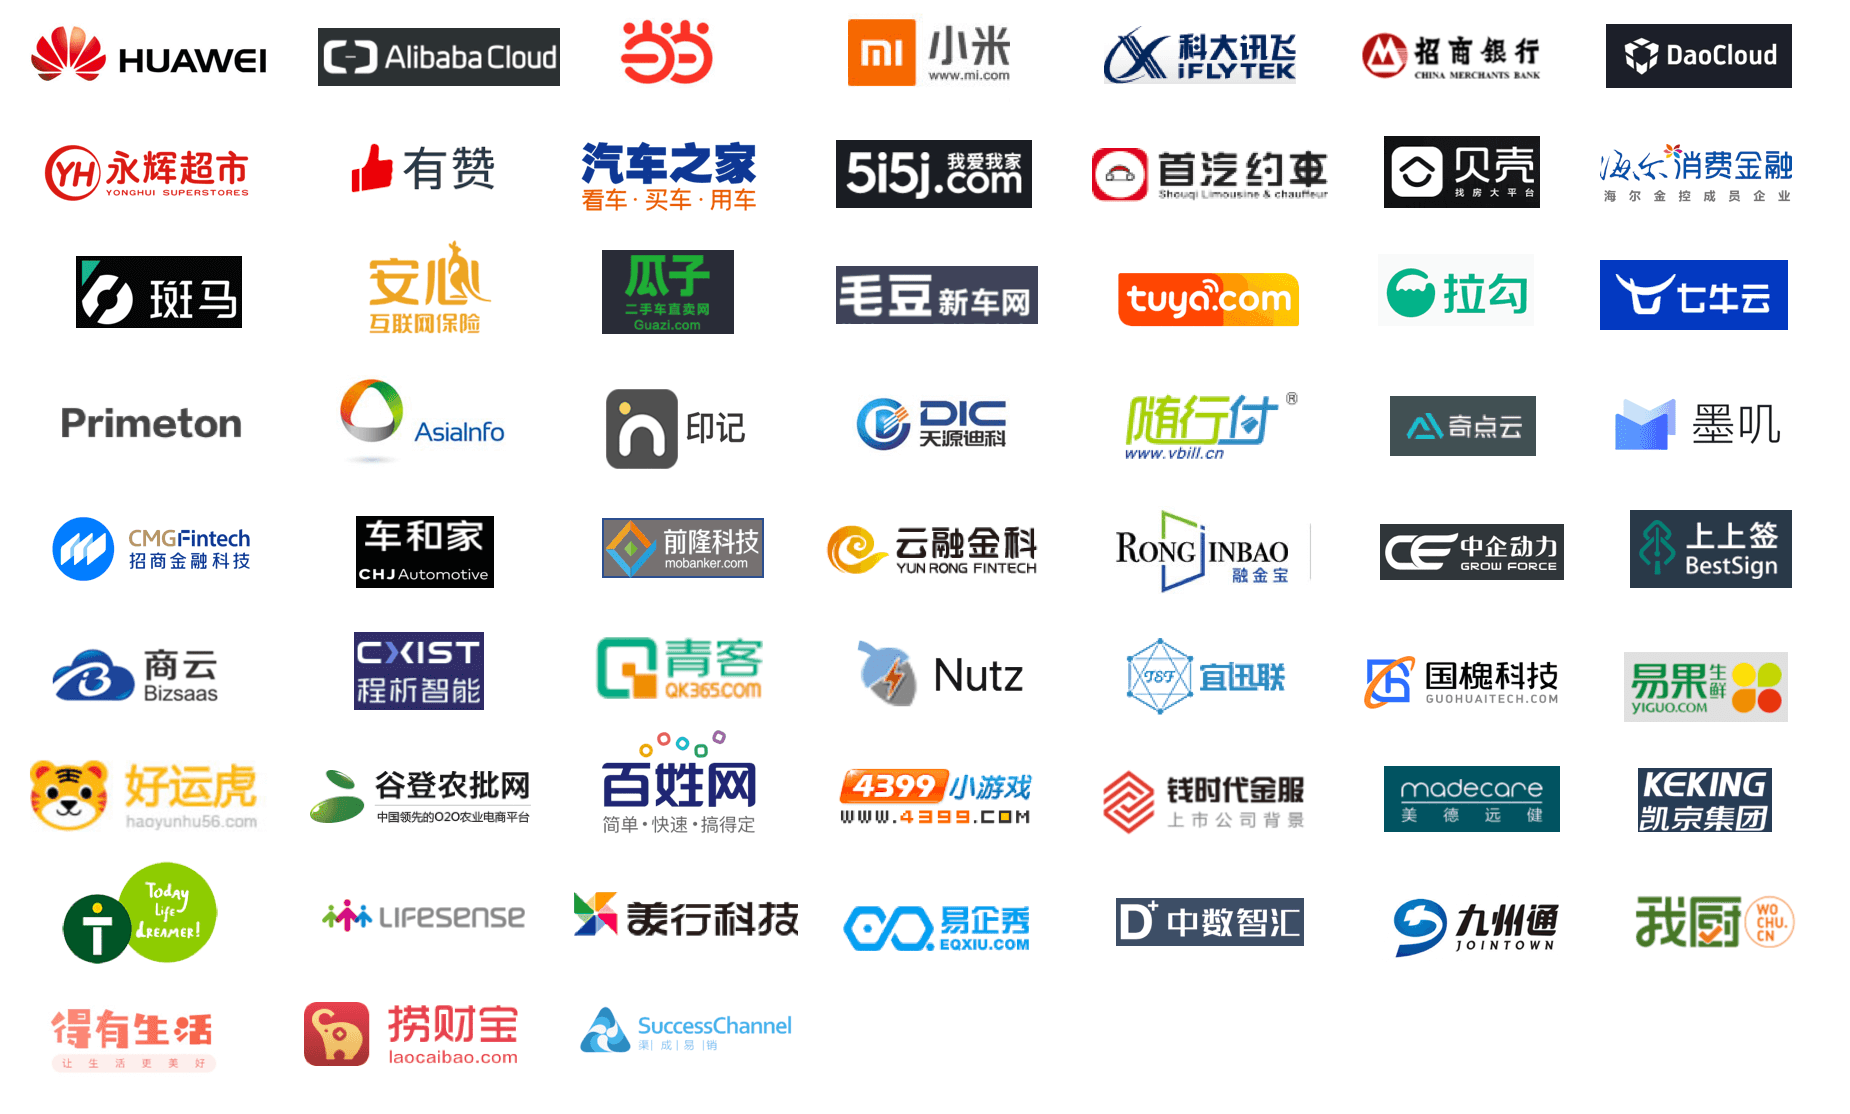 HUAWEI
Alibaba Cloud
当当
mi 小米
www.mi.com
科大讯飞
iFLYTEK
招商银行
CHINA MERCHANTS BANK
DaoCloud
YH 永辉超市
YONGHUI SUPERSTORES
有赞
汽车之家
看车·买车·用车
5i5j.com 我爱我家
首汽约車
Shouqi Limousine & chauffeur
贝壳
找房大平台
海尔消费金融
海尔金控成员企业
斑马
安心
互联网保险
瓜子
二手车直卖网
Guazi.com
毛豆新车网
tuya.com
拉勾
七牛云
Primeton
AsiaInfo
印记
DIC
天源迪科
随行付®
www.vbill.cn
奇点云
墨叽
CMGFintech
招商金融科技
车和家
CHJ Automotive
前隆科技
mobanker.com
云融金科
YUN RONG FINTECH
RONGJINBAO
融金宝
CE 中企动力
GROW FORCE
上上签
BestSign
商云
Bizsaas
CXIST
程析智能
青客
QK365.COM
Nutz
TSF 宜迅联
国槐科技
GUOHUAITECH.COM
易果生鲜
YIGUO.COM
好运虎
haoyunhu56.com
谷登农批网
中国领先的O2O农业电商平台
百姓网
简单·快速·搞得定
4399小游戏
WWW.4399.COM
钱时代金服
上市公司背景
madecare
美德远健
KEKING
凯京集团
Today
Life
dreamer!
LIFESENSE
美行科技
易企秀
EQXIU.COM
D+ 中数智汇
九州通
JOINTOWN
我厨
WO
CHU.
CN
得有生活
让生活更美好
捞财宝
laocaibao.com
SuccessChannel
渠|成|易|销